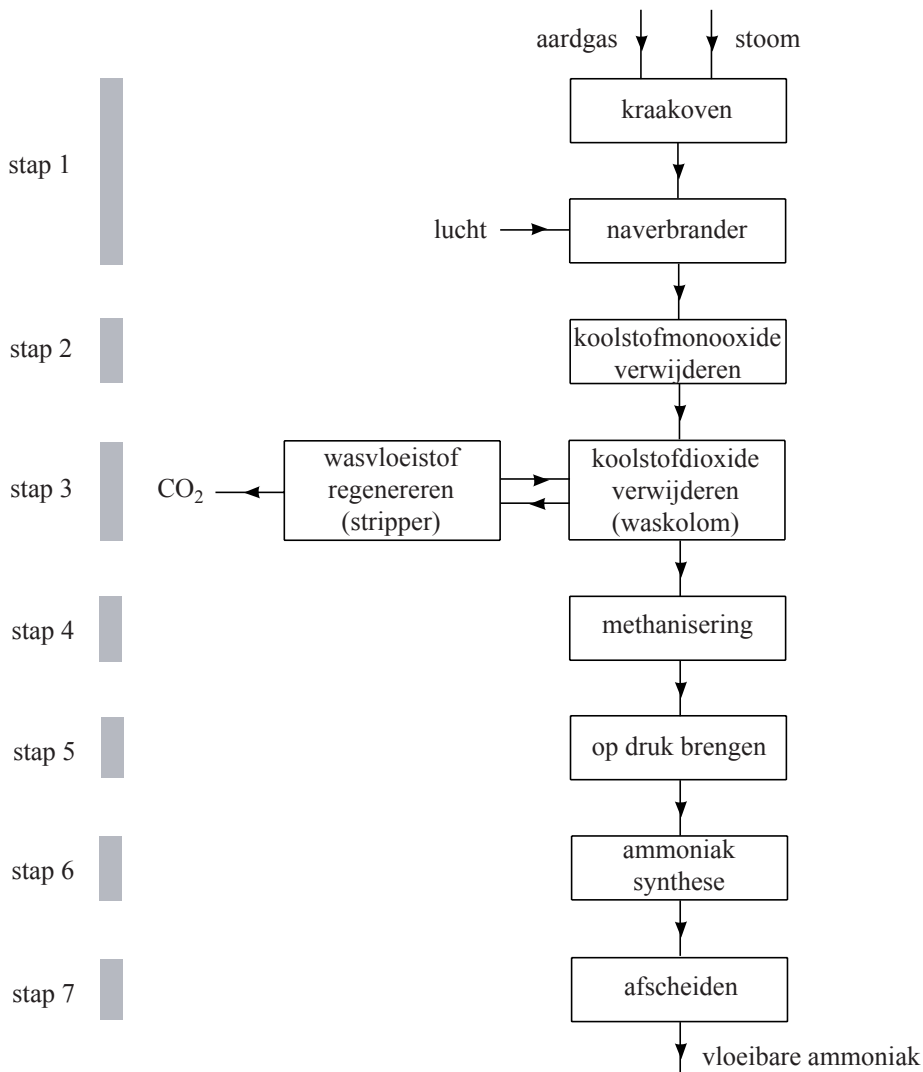 aardgas
stoom
kraakoven
stap 1
lucht
naverbrander
stap 2
koolstofmonooxide
verwijderen
stap 3
CO₂
wasvloeistof
regenereren
(stripper)
koolstofdioxide
verwijderen
(waskolom)
stap 4
methanisering
stap 5
op druk brengen
stap 6
ammoniak
synthese
stap 7
afscheiden
vloeibare ammoniak